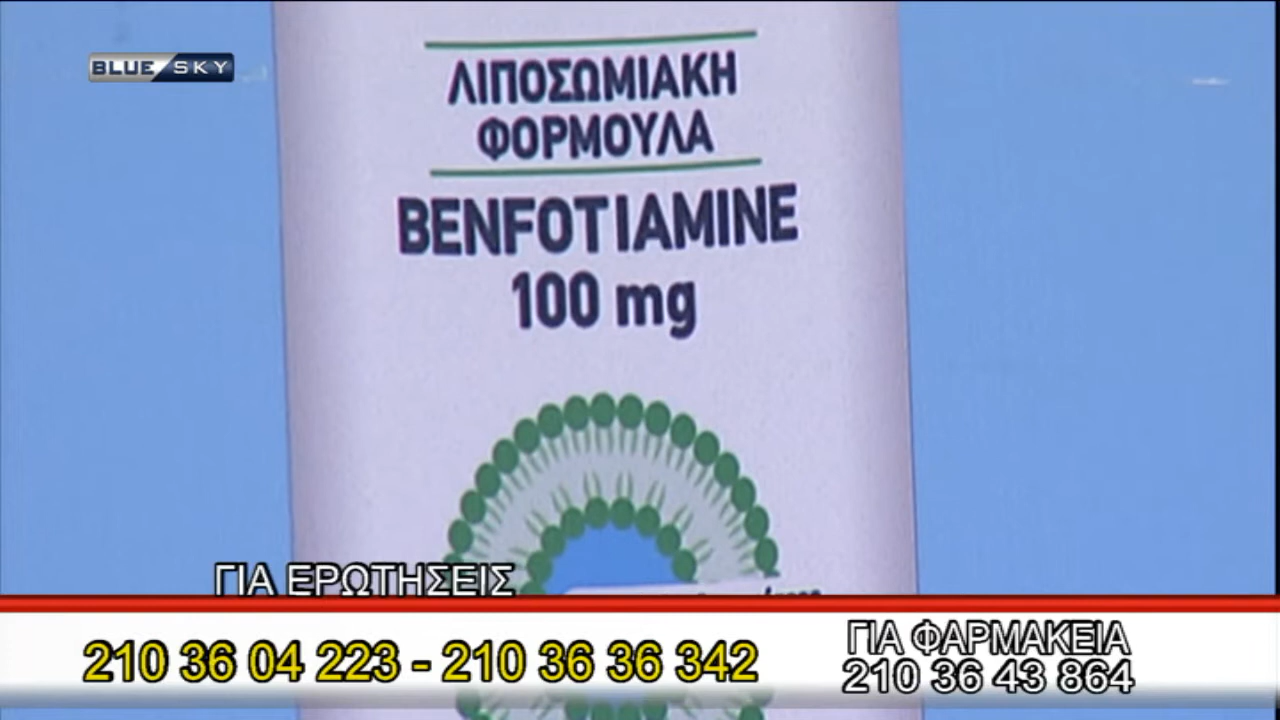 BLUE SKY
ΛΙΠΟΣΩΜΙΑΚΗ
ΦΟΡΜΟΥΛΑ
BENFOTIAMINE
100 mg
ΓΙΑ ΕΡΩΤΗΣΕΙΣ
210 36 04 223 - 210 36 36 342
ΓΙΑ ΦΑΡΜΑΚΕΙΑ
210 36 43 864